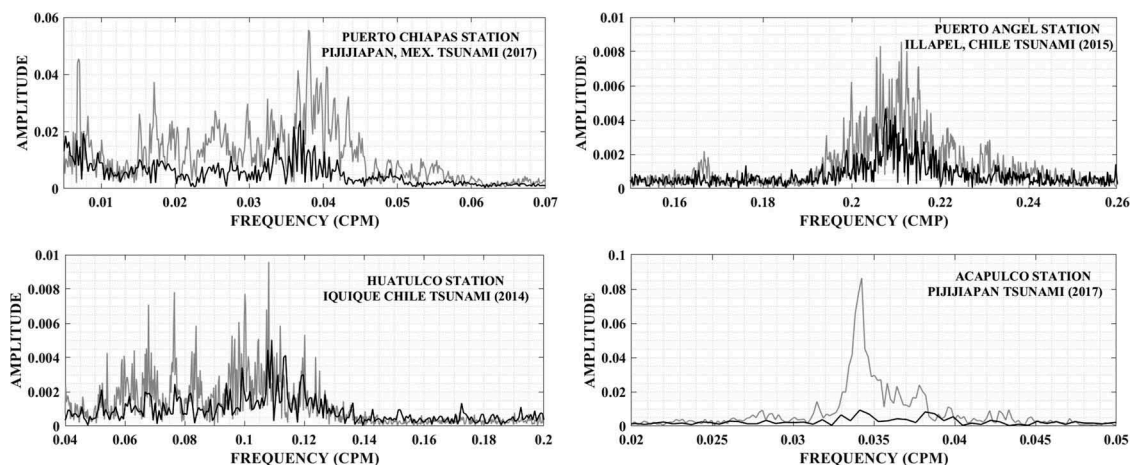 0.06
PUERTO CHIAPAS STATION
PIJIJIAPAN, MEX. TSUNAMI (2017)
0.04
0.02
0
AMPLITUDE
0.01 0.02 0.03 0.04 0.05 0.06 0.07
FREQUENCY (CPM)
0.01
PUERTO ANGEL STATION
ILLAPEL, CHILE TSUNAMI (2015)
0.008
0.006
0.004
0.002
0
AMPLITUDE
0.16 0.18 0.2 0.22 0.24 0.26
FREQUENCY (CMP)
0.01
HUATULCO STATION
IQUIQUE CHILE TSUNAMI (2014)
0.008
0.006
0.004
0.002
0
AMPLITUDE
0.04 0.06 0.08 0.1 0.12 0.14 0.16 0.18 0.2
FREQUENCY (CPM)
0.1
ACAPULCO STATION
PIJIJIAPAN TSUNAMI (2017)
0.08
0.06
0.04
0.02
0
AMPLITUDE
0.02 0.025 0.03 0.035 0.04 0.045 0.05
FREQUENCY (CPM)